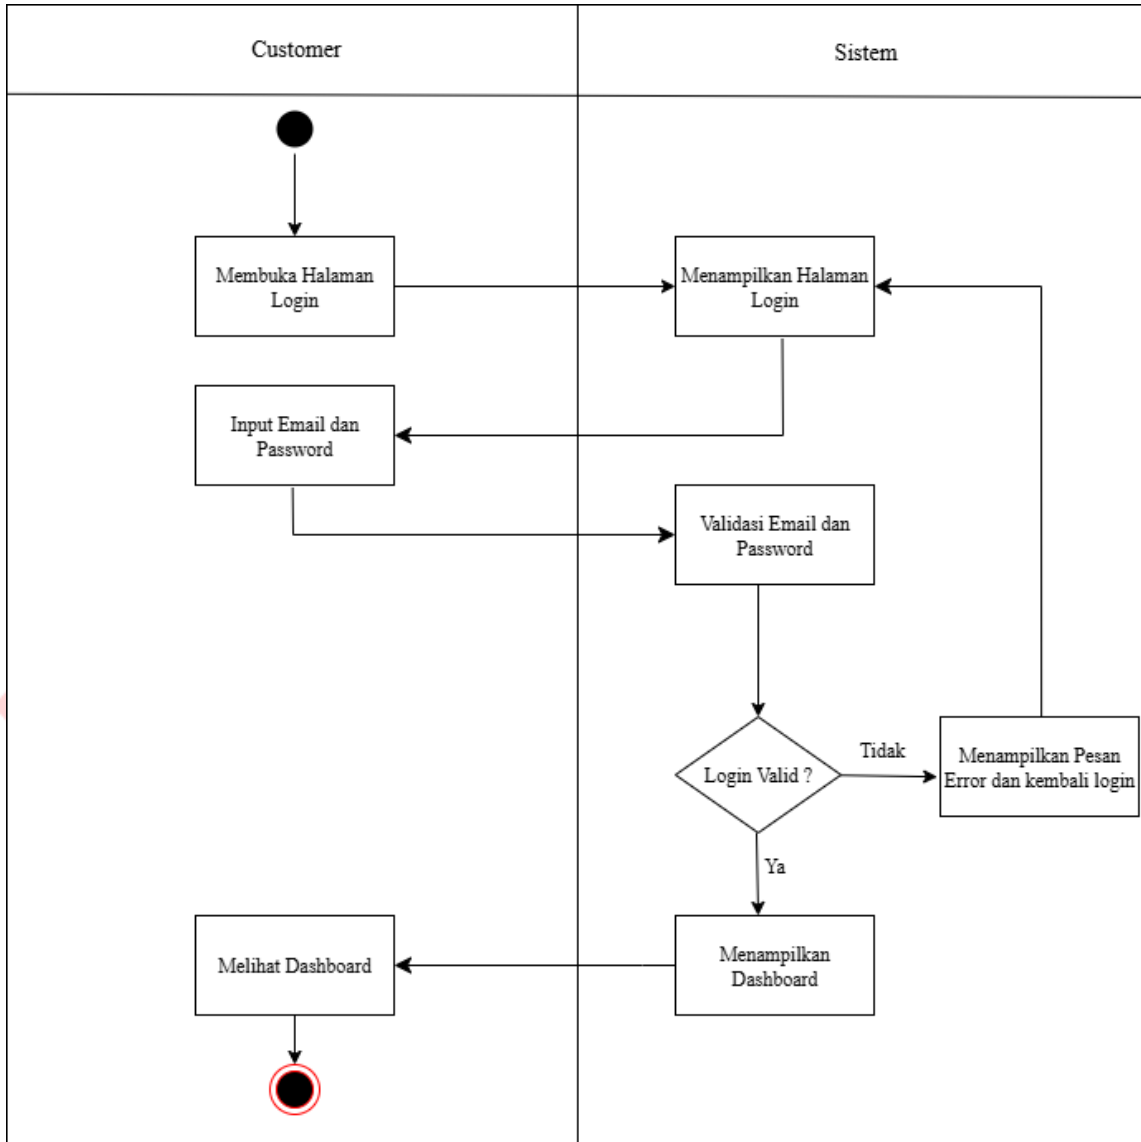 Customer
Sistem
Membuka Halaman
Login
Menampilkan Halaman
Login
Input Email dan
Password
Validasi Email dan
Password
Login Valid ?
Tidak
Menampilkan Pesan
Error dan kembali login
Ya
Melihat Dashboard
Menampilkan
Dashboard